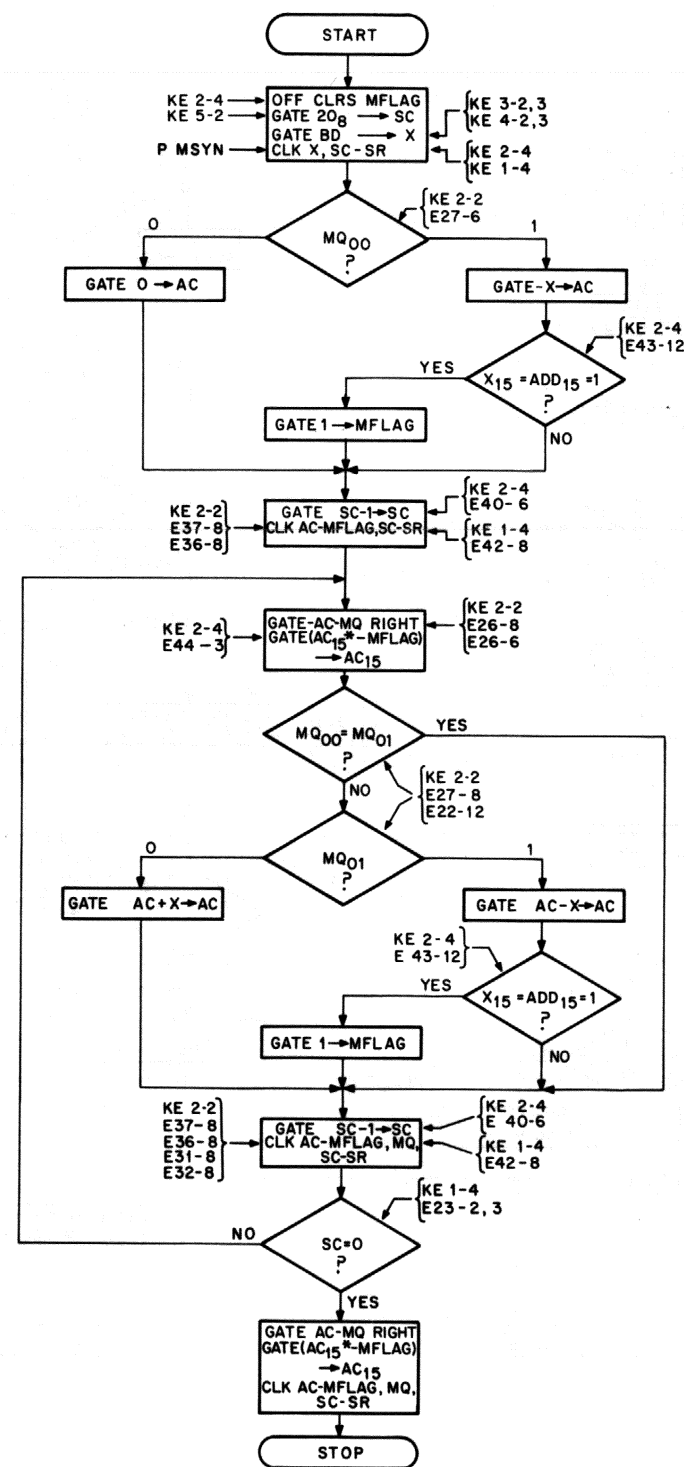 START
KE 2-4
KE 5-2
P MSYN
OFF CLRS MFLAG
GATE 20₈ → SC
GATE BD → X
CLK X, SC-SR
KE 3-2,3
KE 4-2,3
KE 2-4
KE 1-4
KE 2-2
E27-6
0
MQ₀₀
?
1
GATE 0 → AC
GATE-X→AC
KE 2-4
E43-12
YES
X₁₅ = ADD₁₅ = 1
?
GATE 1→MFLAG
NO
KE 2-2
E37-8
E36-8
GATE SC-1→SC
CLK AC-MFLAG,SC-SR
KE 2-4
E40-6
KE 1-4
E42-8
KE 2-4
E44-3
GATE-AC-MQ RIGHT
GATE(AC₁₅*-MFLAG)
→AC₁₅
KE 2-2
E26-8
E26-6
MQ₀₀=MQ₀₁
?
YES
NO
KE 2-2
E27-8
E22-12
0
MQ₀₁
?
1
GATE AC+X→AC
GATE AC-X→AC
KE 2-4
E 43-12
YES
X₁₅ = ADD₁₅ = 1
?
GATE 1→MFLAG
NO
KE 2-2
E37-8
E36-8
E31-8
E32-8
GATE SC-1→SC
CLK AC-MFLAG, MQ,
SC-SR
KE 2-4
E 40-6
KE 1-4
E42-8
KE 1-4
E23-2, 3
NO
SC=0
?
YES
GATE AC-MQ RIGHT
GATE(AC₁₅*-MFLAG)
→AC₁₅
CLK AC-MFLAG, MQ,
SC-SR
STOP